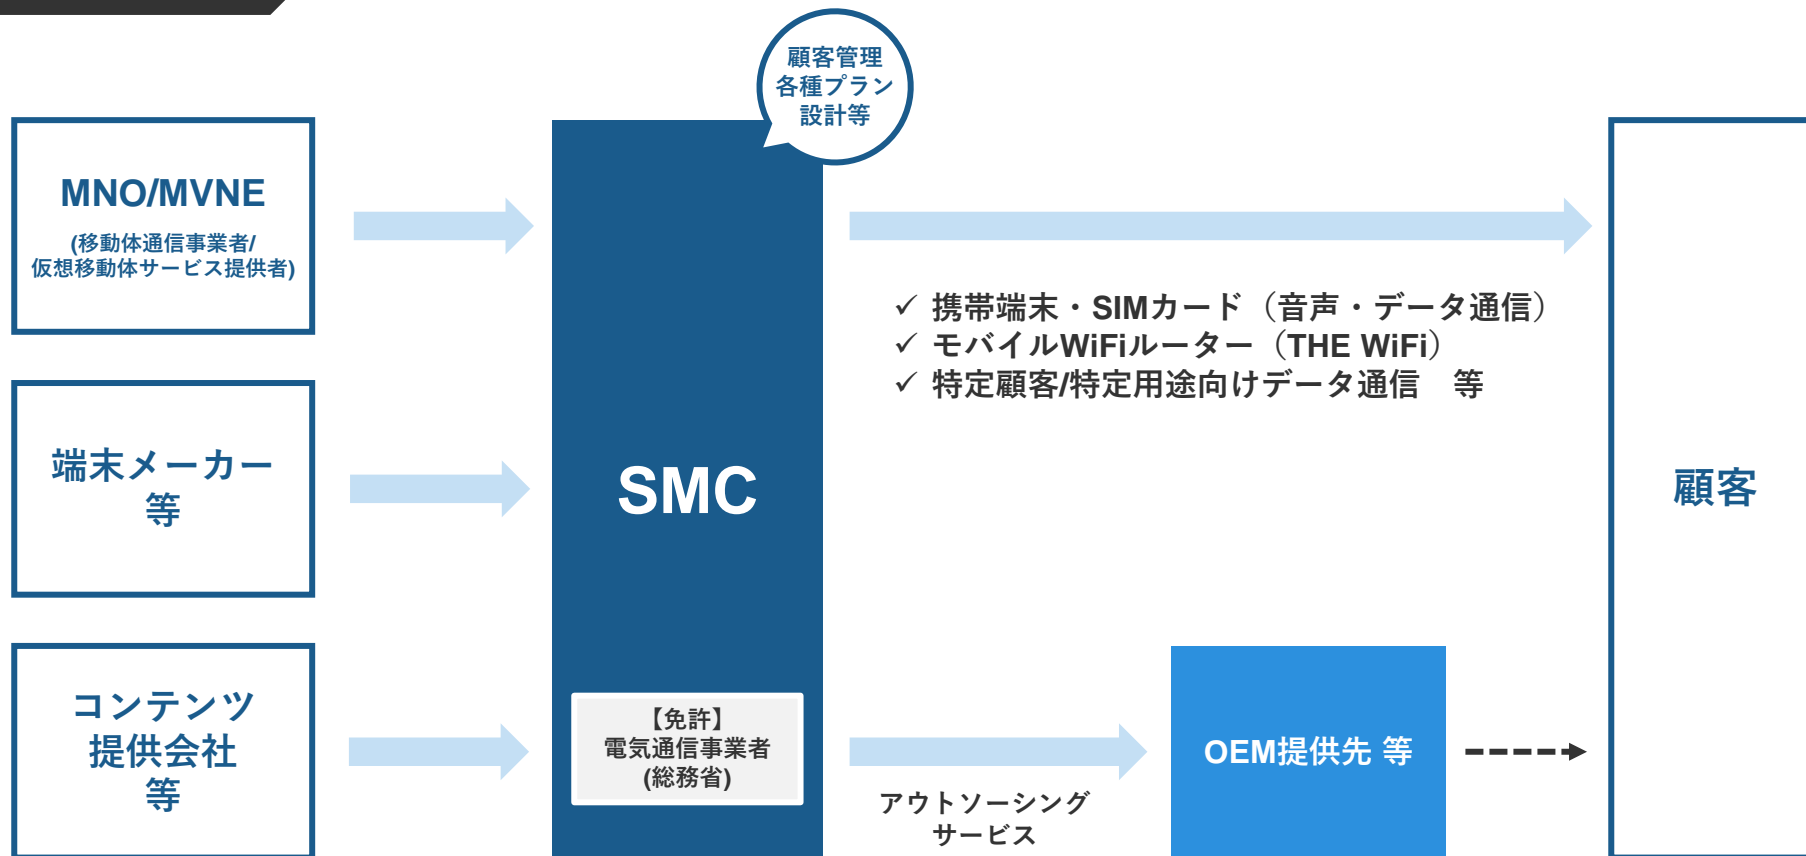 顧客管理
各種プラン
設計等
MNO/MVNE
(移動体通信事業者/
仮想移動体サービス提供者)
端末メーカー
等
コンテンツ
提供会社
等
SMC
【免許】
電気通信事業者
(総務省)
✓ 携帯端末・SIMカード（音声・データ通信）
✓ モバイルWiFiルーター（THE WiFi）
✓ 特定顧客/特定用途向けデータ通信　等
アウトソーシング
サービス
OEM提供先 等
顧客